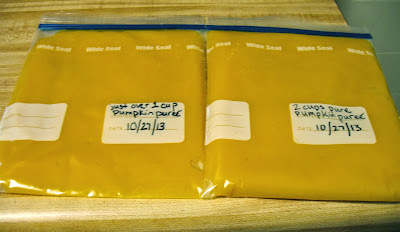 Wide Seal Wide Seal Wide Seal Wide Seal
just over 1 cup
pumpkin puree
DATE 10/27/13
2 cups pure
pumpkin puree
DATE 10/27/13